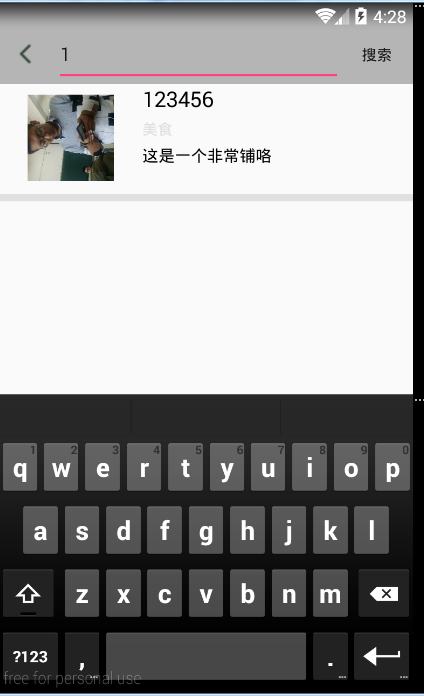 4:28
1
搜索
123456
美食
这是一个非常铺咯
1 2 3 4 5 6 7 8 9 0
q w e r t y u i o p
a s d f g h j k l
z x c v b n m
?123 , . 
free for personal use